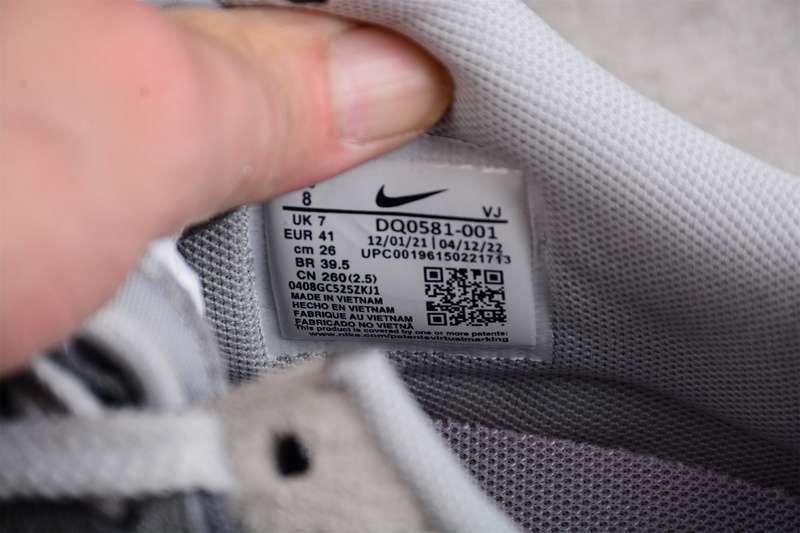 8
UK 7
EUR 41
cm 26
BR 39.5
CN 260(2.5)
0408GC525ZKJ1
MADE IN VIETNAM
HECHO EN VIETNAM
FABRIQUE AU VIETNAM
FABRICADO NO VIETNÃ
VJ
DQ0581-001
12/01/21 | 04/12/22
UPC00196150221713
This product is covered by one or more patents:
www.nike.com/patentsvirtualmarking